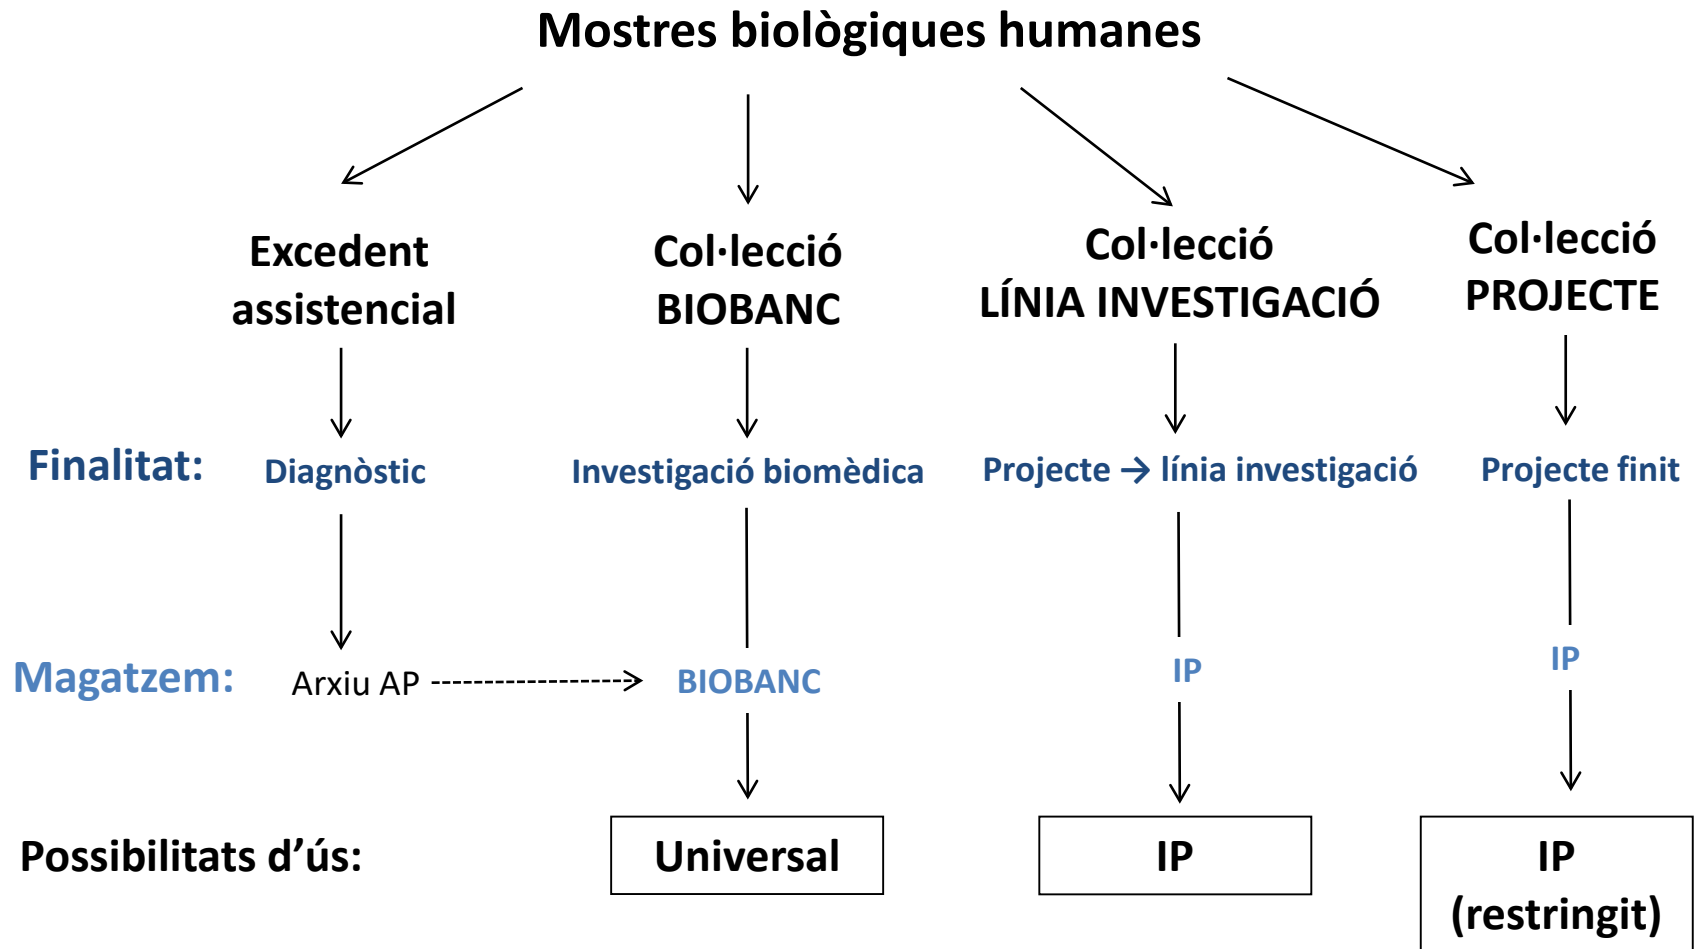 Mostres biològiques humanes
Excedent
assistencial
Col·lecció
BIOBANC
Col·lecció
LÍNIA INVESTIGACIÓ
Col·lecció
PROJECTE
Finalitat:
Diagnòstic
Investigació biomèdica
Projecte → línia investigació
Projecte finit
Magatzem:
Arxiu AP
BIOBANC
IP
IP
Possibilitats d’ús:
Universal
IP
IP
(restringit)